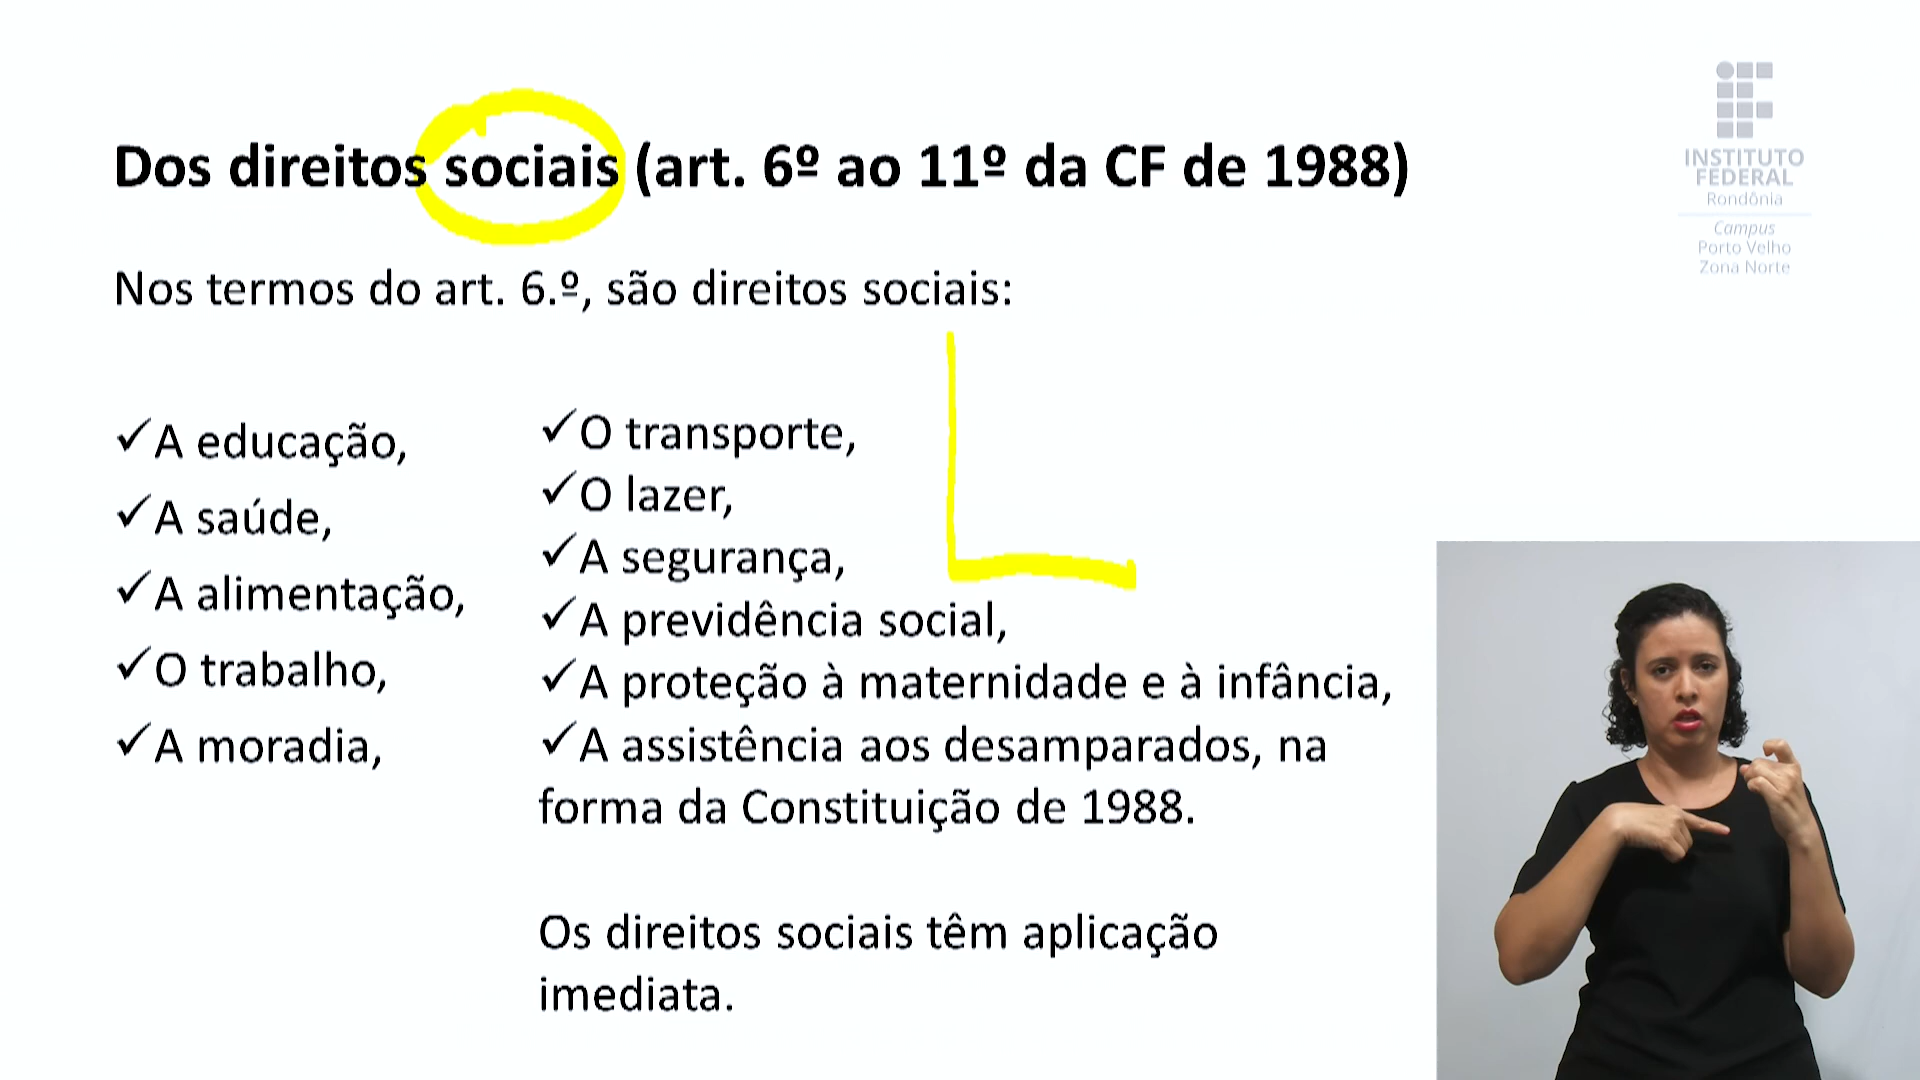 Dos direitos sociais (art. 6º ao 11º da CF de 1988)
INSTITUTO
FEDERAL
Rondônia
Campus
Porto Velho
Zona Norte
Nos termos do art. 6.º, são direitos sociais:
✓A educação,
✓A saúde,
✓A alimentação,
✓O trabalho,
✓A moradia,
✓O transporte,
✓O lazer,
✓A segurança,
✓A previdência social,
✓A proteção à maternidade e à infância,
✓A assistência aos desamparados, na
forma da Constituição de 1988.
Os direitos sociais têm aplicação
imediata.